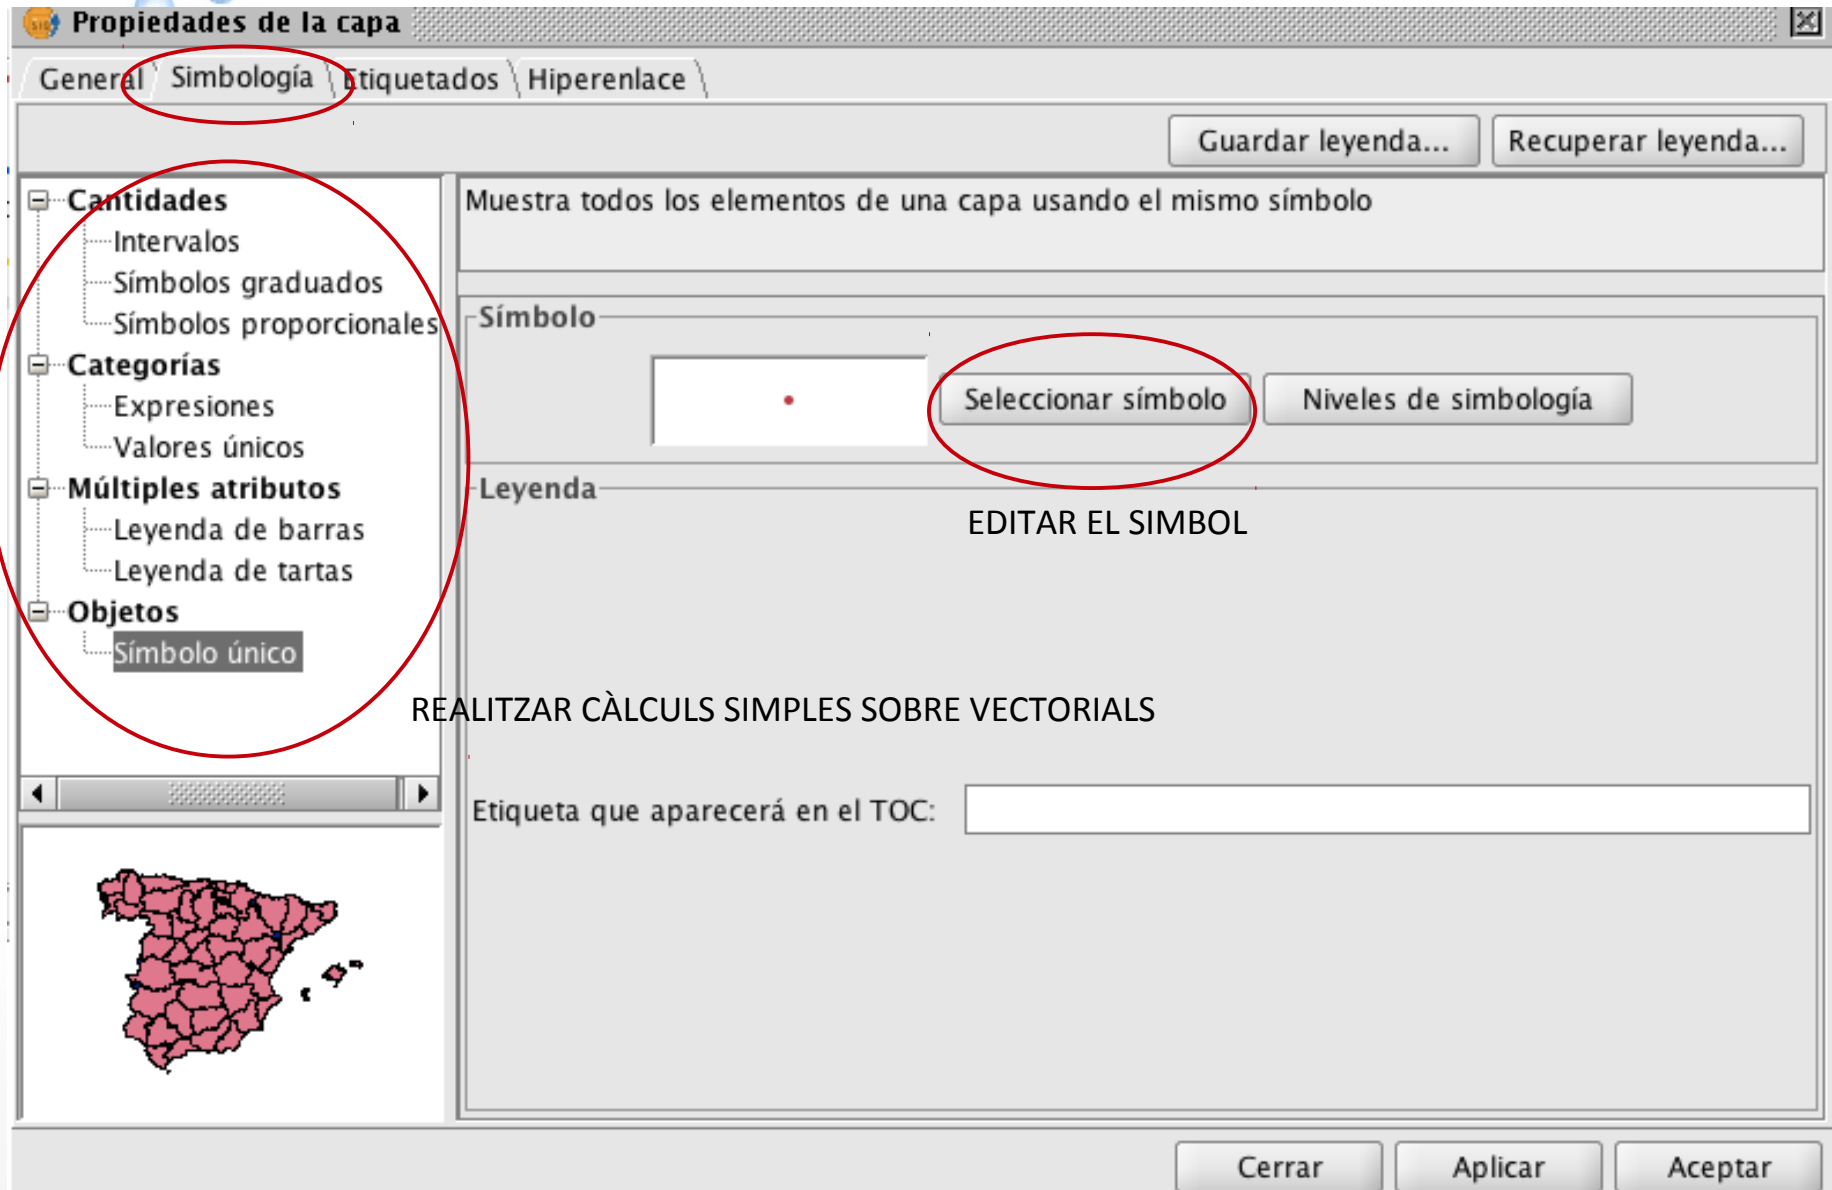 Propiedades de la capa
General Simbología Etiquetados Hiperenlace
Guardar leyenda... Recuperar leyenda...
Cantidades
Intervalos
Símbolos graduados
Símbolos proporcionales
Categorías
Expresiones
Valores únicos
Múltiples atributos
Leyenda de barras
Leyenda de tartas
Objetos
Símbolo único
Muestra todos los elementos de una capa usando el mismo símbolo
Símbolo
Seleccionar símbolo Niveles de simbología
Leyenda
EDITAR EL SIMBOL
REALITZAR CÀLCULS SIMPLES SOBRE VECTORIALS
Etiqueta que aparecerá en el TOC:
Cerrar Aplicar Aceptar